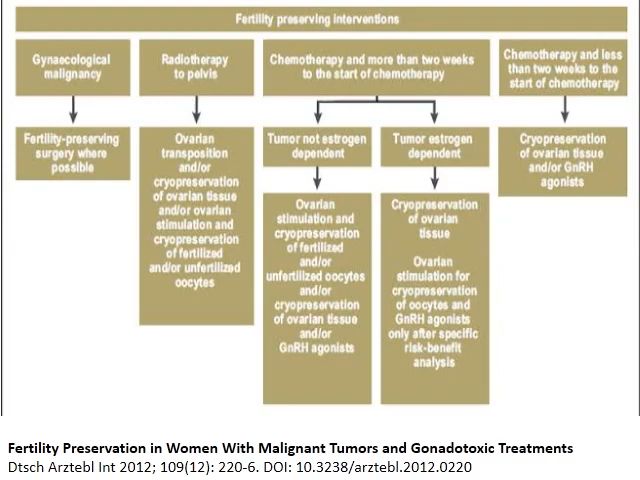 Fertility preserving interventions
Gynaecological
malignancy
Radiotherapy
to pelvis
Chemotherapy and more than two weeks
to the start of chemotherapy
Chemotherapy and less
than two weeks to the
start of chemotherapy
Fertility-preserving
surgery where
possible
Ovarian
transposition
and/or
cryopreservation
of ovarian tissue
and/or ovarian
stimulation and
cryopreservation
of fertilized
and/or unfertilized
oocytes
Tumor not estrogen
dependent
Tumor estrogen
dependent
Cryopreservation
of ovarian tissue
and/or GnRH
agonists
Ovarian
stimulation and
cryopreservation
of fertilized
and/or
unfertilized oocytes
and/or
cryopreservation
of ovarian tissue
and/or
GnRH agonists
Cryopreservation
of ovarian
tissue
Ovarian
stimulation for
cryopreservation
of oocytes and
GnRH agonists
only after specific
risk-benefit
analysis
Fertility Preservation in Women With Malignant Tumors and Gonadotoxic Treatments
Dtsch Arztebl Int 2012; 109(12): 220-6. DOI: 10.3238/arztebl.2012.0220